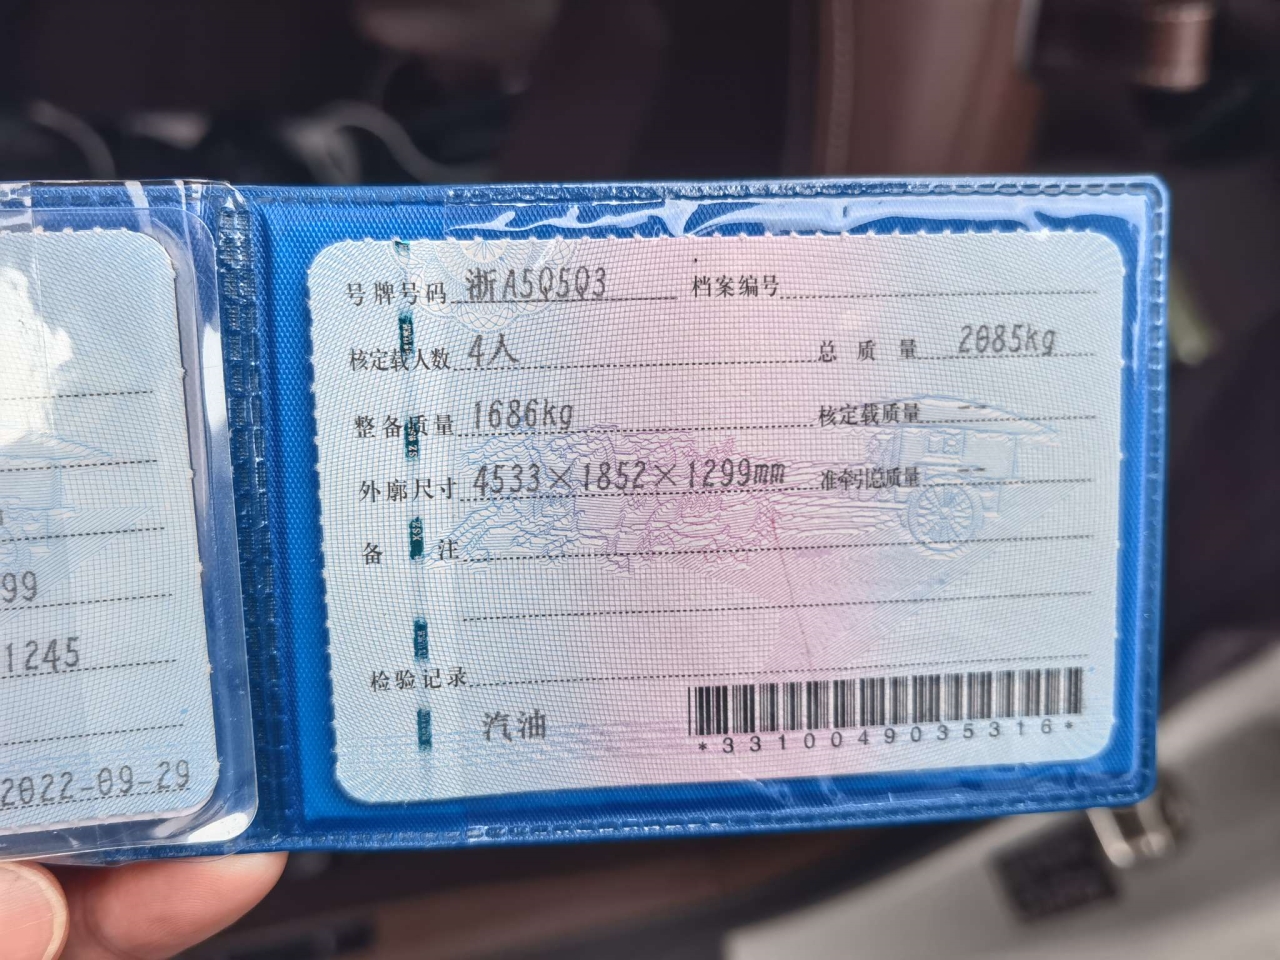 99
1245
2022-09-29
号牌号码 浙A5Q5Q3 档案编号
核定载人数 4人 总质量 2085kg
整备质量 1686kg 核定载质量 --
外廓尺寸 4533×1852×1299mm 准牵引总质量 --
备注
检验记录
汽油
*3310049035316*